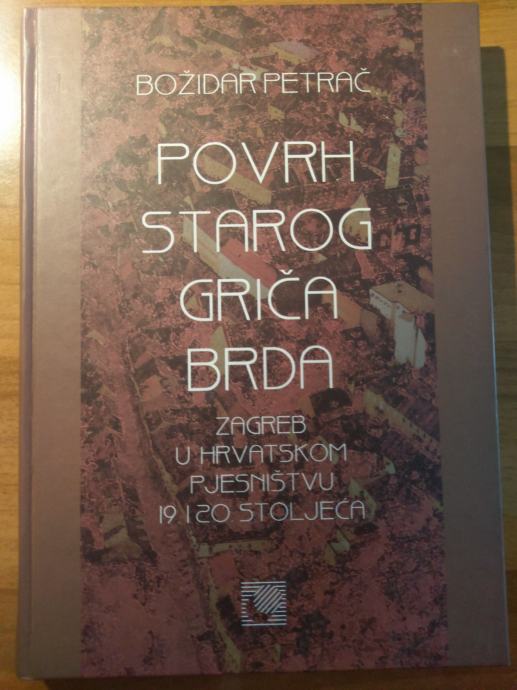 BOŽIDAR PETRAČ
POVRH
STAROG
GRIČA
BRDA
ZAGREB
U HRVATSKOM
PJESNIŠTVU
19 I 20 STOLJEĆA